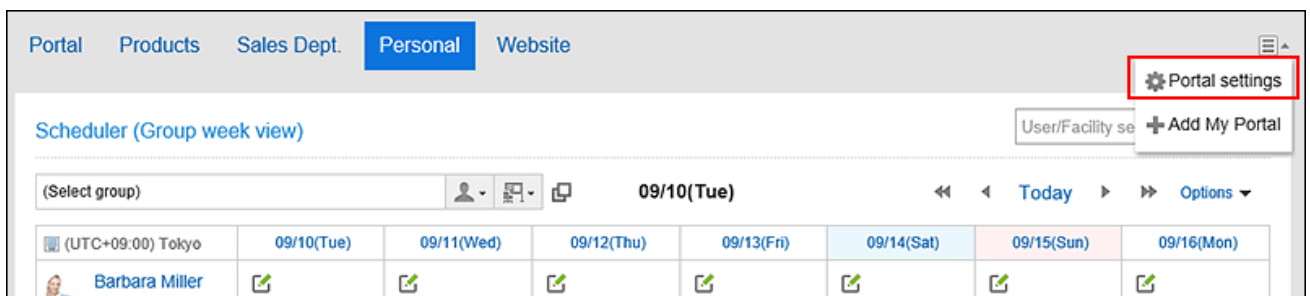 Portal Products Sales Dept. Personal Website
Portal settings
Add My Portal
Scheduler (Group week view) User/Facility se
(Select group) 09/10(Tue) Today Options
(UTC+09:00) Tokyo 09/10(Tue) 09/11(Wed) 09/12(Thu) 09/13(Fri) 09/14(Sat) 09/15(Sun) 09/16(Mon)
Barbara Miller